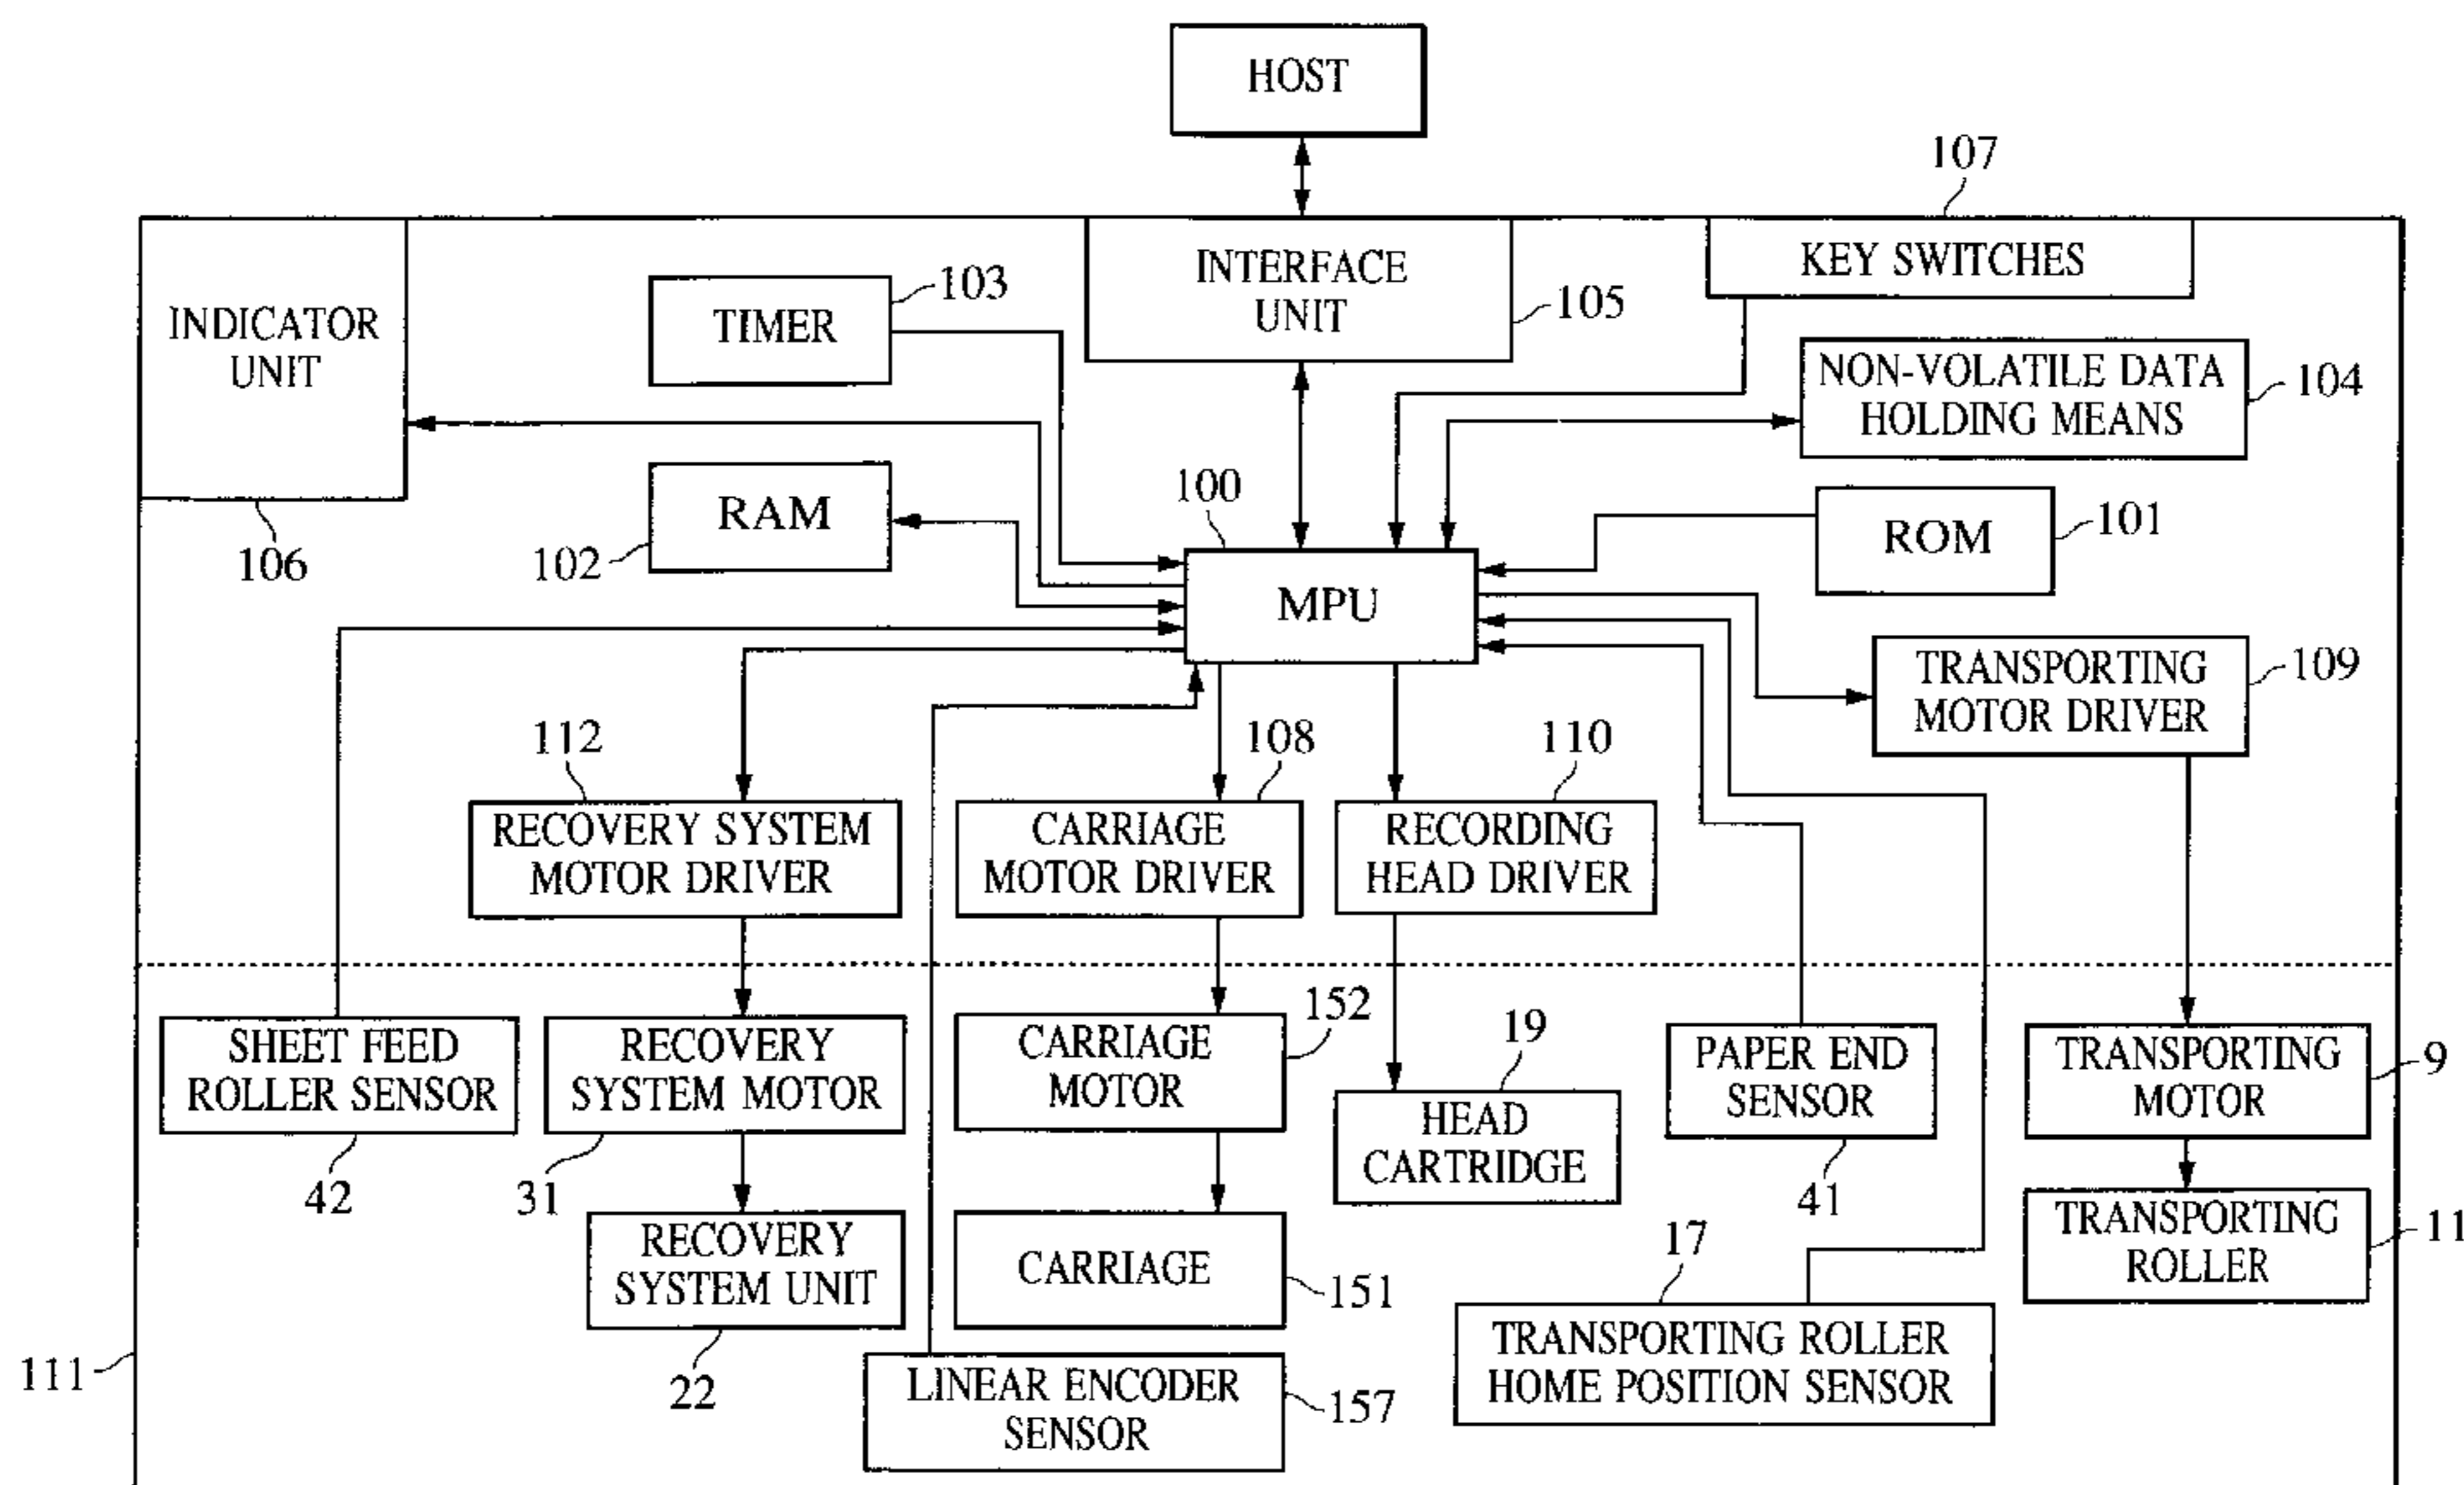 HOST
107
INTERFACE
UNIT
105
KEY SWITCHES
INDICATOR
UNIT
106
TIMER
103
NON-VOLATILE DATA
HOLDING MEANS
104
RAM
102
100
MPU
ROM
101
TRANSPORTING
MOTOR DRIVER
109
112
RECOVERY SYSTEM
MOTOR DRIVER
108
CARRIAGE
MOTOR DRIVER
110
RECORDING
HEAD DRIVER
SHEET FEED
ROLLER SENSOR
42
RECOVERY
SYSTEM MOTOR
31
CARRIAGE
MOTOR
152
19
HEAD
CARTRIDGE
PAPER END
SENSOR
41
TRANSPORTING
MOTOR
9
RECOVERY
SYSTEM UNIT
22
CARRIAGE
151
17
TRANSPORTING ROLLER
HOME POSITION SENSOR
TRANSPORTING
ROLLER
11
111
LINEAR ENCODER
SENSOR
157